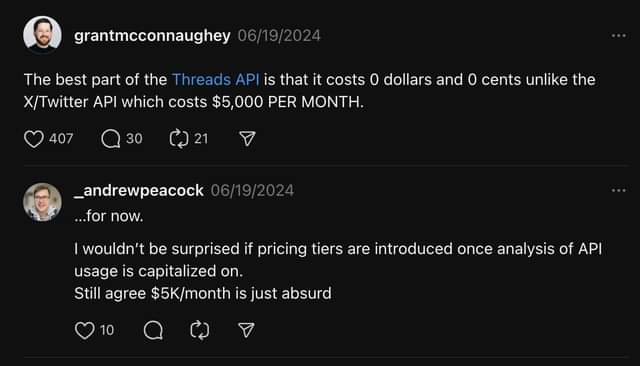 grantmcconnaughey 06/19/2024
The best part of the Threads API is that it costs 0 dollars and 0 cents unlike the
X/Twitter API which costs $5,000 PER MONTH.
407 30 21
_andrewpeacock 06/19/2024
...for now.
I wouldn't be surprised if pricing tiers are introduced once analysis of API
usage is capitalized on.
Still agree $5K/month is just absurd
10